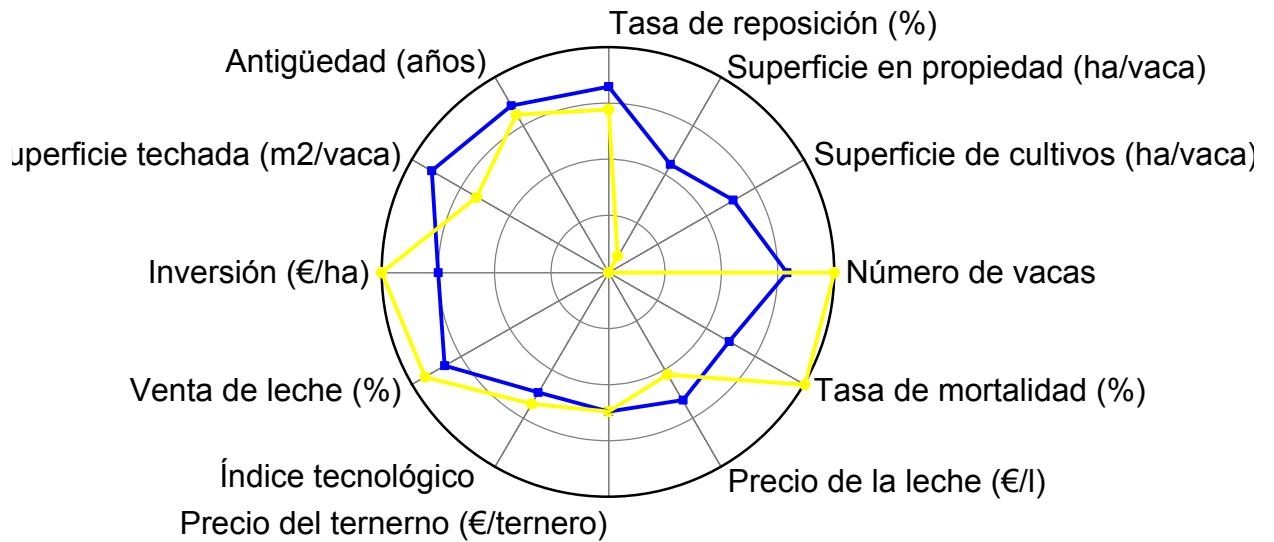 Tasa de reposición (%)
Antigüedad (años)
Superficie en propiedad (ha/vaca)
uperficie techada (m2/vaca)
Superficie de cultivos (ha/vaca)
Inversión (€/ha)
Número de vacas
Venta de leche (%)
Tasa de mortalidad (%)
Índice tecnológico
Precio de la leche (€/l)
Precio del ternerno (€/ternero)